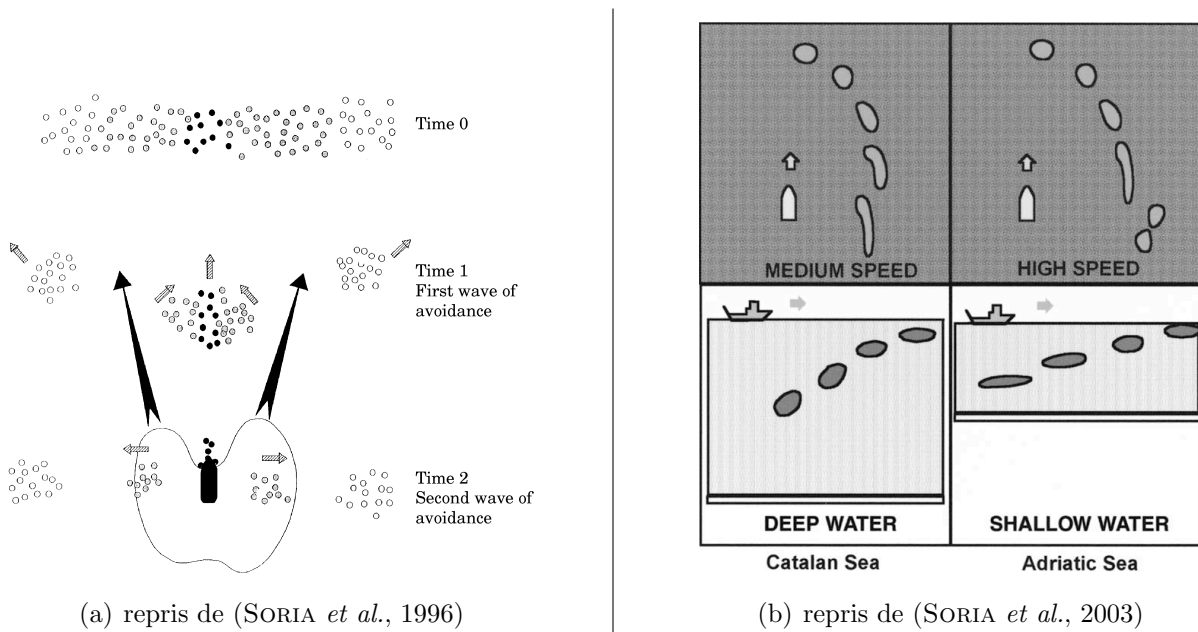 Time 0
Time 1
First wave of
avoidance
Time 2
Second wave of
avoidance
(a) repris de (SORIA et al., 1996)
MEDIUM SPEED
HIGH SPEED
DEEP WATER
SHALLOW WATER
Catalan Sea
Adriatic Sea
(b) repris de (SORIA et al., 2003)